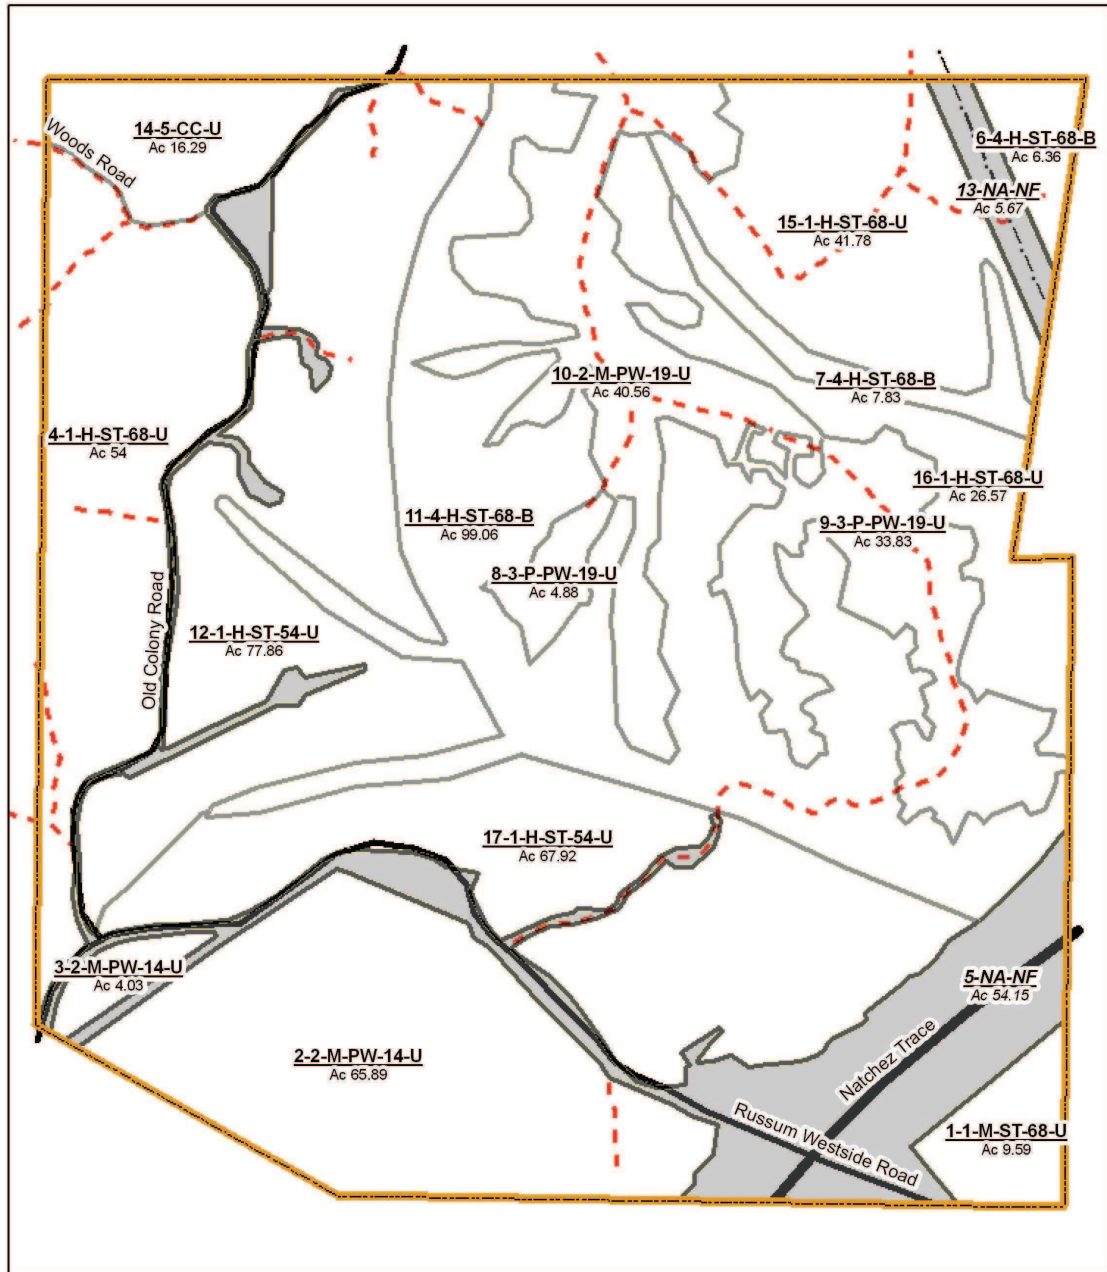 14-5-CC-U
Ac 16.29
Woods Road
6-4-H-ST-68-B
Ac 6.36
13-NA-NF
Ac 5.67
15-1-H-ST-68-U
Ac 41.78
10-2-M-PW-19-U
Ac 40.56
7-4-H-ST-68-B
Ac 7.83
4-1-H-ST-68-U
Ac 54
16-1-H-ST-68-U
Ac 26.57
11-4-H-ST-68-B
Ac 99.06
9-3-P-PW-19-U
Ac 33.83
8-3-P-PW-19-U
Ac 4.88
Old Colony Road
12-1-H-ST-54-U
Ac 77.86
17-1-H-ST-54-U
Ac 67.92
3-2-M-PW-14-U
Ac 4.03
5-NA-NF
Ac 54.15
2-2-M-PW-14-U
Ac 65.89
Natchez Trace
Russum Westside Road
1-1-M-ST-68-U
Ac 9.59